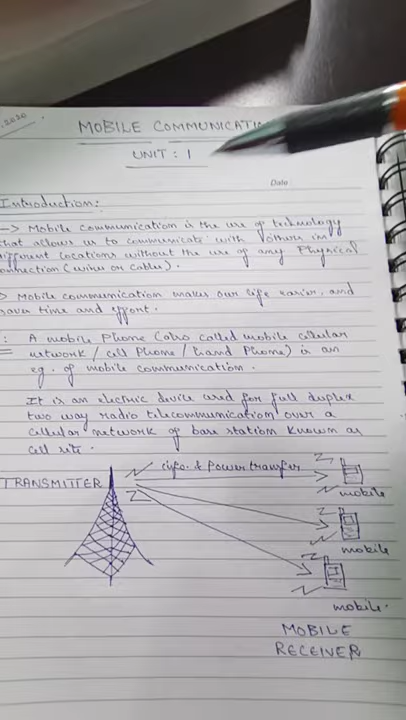 .2020
MOBILE COMMUNICATI
UNIT : 1
Date :
Introduction:
-> Mobile communication is the use of technology
that allows us to communicate with others in
different locations without the use of any Physical
connection (wires or cables).
> Mobile communication makes our life easier, and
save time and effort.
: A mobile Phone (also called mobile cellular
network / cell Phone / hand Phone) is an
eg. of mobile communication.
It is an electric device used for full duplex
two way radio telecommunication over a
cellular network of base station known as
cell site.
TRANSMITTER
info. & power transfer
mobile
mobile
mobile.
MOBILE
RECEIVER